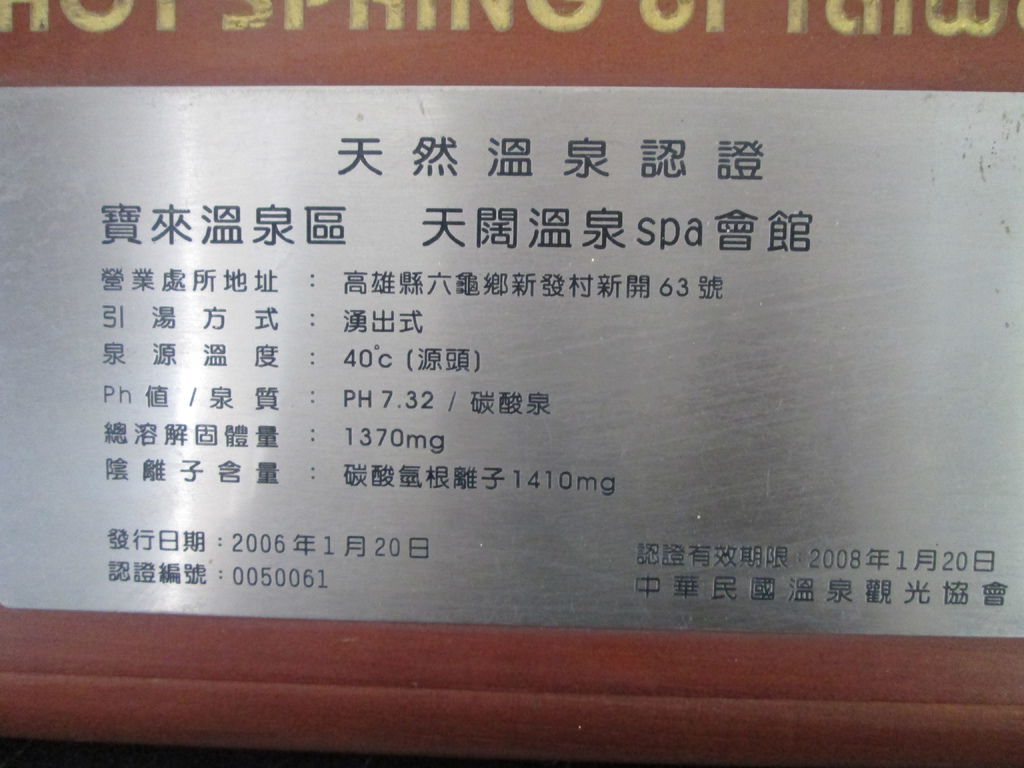 HOT SPRING of Taiwa
天然溫泉認證
寶來溫泉區 天闊溫泉spa會館
營業處所地址 : 高雄縣六龜鄉新發村新開63號
引湯方式 : 湧出式
泉源溫度 : 40°c (源頭)
Ph值/泉質 : PH 7.32 / 碳酸泉
總溶解固體量 : 1370mg
陰離子含量 : 碳酸氫根離子1410mg
發行日期:2006年1月20日
認證編號:0050061
認證有效期限:2008年1月20日
中華民國溫泉觀光協會